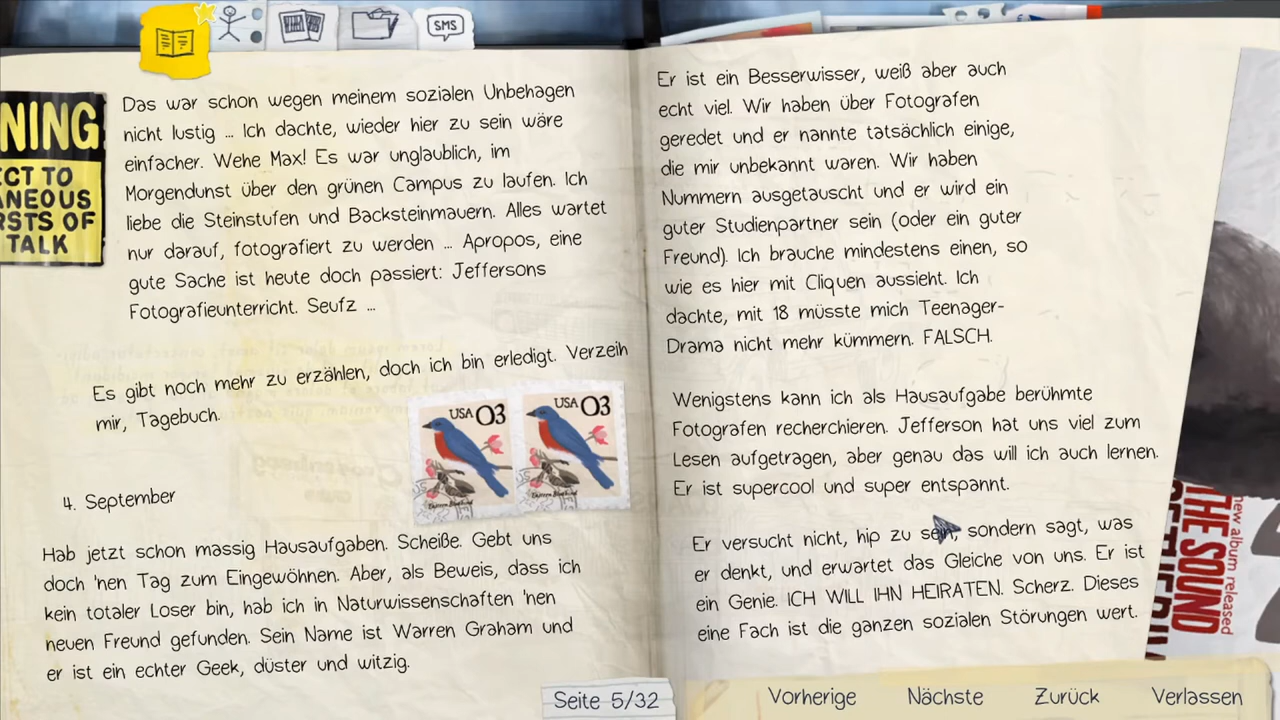 SMS
NING
ECT TO
ANEOUS
RSTS OF
TALK
Das war schon wegen meinem sozialen Unbehagen
nicht lustig ... Ich dachte, wieder hier zu sein wäre
einfacher. Wehe Max! Es war unglaublich, im
Morgendunst über den grünen Campus zu laufen. Ich
liebe die Steinstufen und Backsteinmauern. Alles wartet
nur darauf, fotografiert zu werden ... Apropos, eine
gute Sache ist heute doch passiert: Jeffersons
Fotografieunterricht. Seufz ...
Es gibt noch mehr zu erzählen, doch ich bin erledigt. Verzeih
mir, Tagebuch.
USA 03
USA 03
4. September
Hab jetzt schon massig Hausaufgaben. Scheiße. Gebt uns
doch 'nen Tag zum Eingewöhnen. Aber, als Beweis, dass ich
kein totaler Loser bin, hab ich in Naturwissenschaften 'nen
neuen Freund gefunden. Sein Name ist Warren Graham und
er ist ein echter Geek, düster und witzig.
Er ist ein Besserwisser, weiß aber auch
echt viel. Wir haben über Fotografen
geredet und er nannte tatsächlich einige,
die mir unbekannt waren. Wir haben
Nummern ausgetauscht und er wird ein
guter Studienpartner sein (oder ein guter
Freund). Ich brauche mindestens einen, so
wie es hier mit Cliquen aussieht. Ich
dachte, mit 18 müsste mich Teenager-
Drama nicht mehr kümmern. FALSCH.
Wenigstens kann ich als Hausaufgabe berühmte
Fotografen recherchieren. Jefferson hat uns viel zum
Lesen aufgetragen, aber genau das will ich auch lernen.
Er ist supercool und super entspannt.
Er versucht nicht, hip zu sein, sondern sagt, was
er denkt, und erwartet das Gleiche von uns. Er ist
ein Genie. ICH WILL IHN HEIRATEN. Scherz. Dieses
eine Fach ist die ganzen sozialen Störungen wert.
new album released
THE SOUND
Seite 5/32
Vorherige
Nächste
Zurück
Verlassen